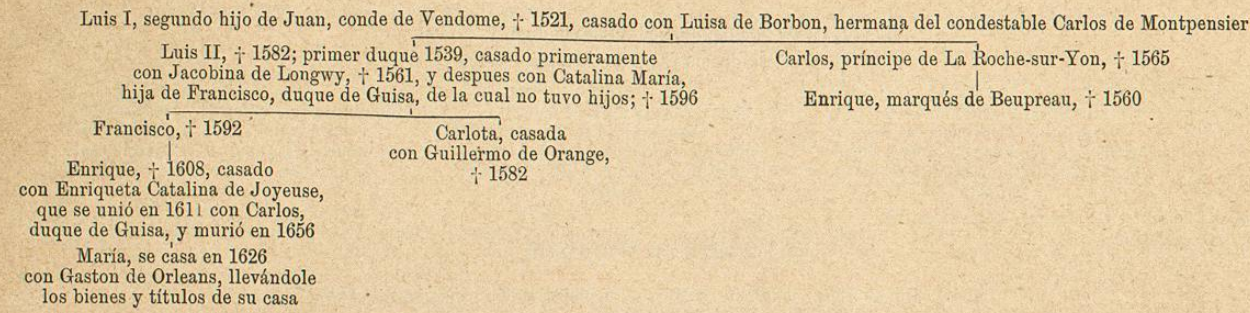 Luis I, segundo hijo de Juan, conde de Vendome, † 1521, casado con Luisa de Borbon, hermana del condestable Carlos de Montpensier
Luis II, † 1582; primer duque 1539, casado primeramente
con Jacobina de Longwy, † 1561, y despues con Catalina María,
hija de Francisco, duque de Guisa, de la cual no tuvo hijos; † 1596
Carlos, príncipe de La Roche-sur-Yon, † 1565
Enrique, marqués de Beupreau, † 1560
Francisco, † 1592
Carlota, casada
con Guillermo de Orange,
† 1582
Enrique, † 1608, casado
con Enriqueta Catalina de Joyeuse,
que se unió en 1611 con Carlos,
duque de Guisa, y murió en 1656
María, se casa en 1626
con Gaston de Orleans, llevándole
los bienes y títulos de su casa